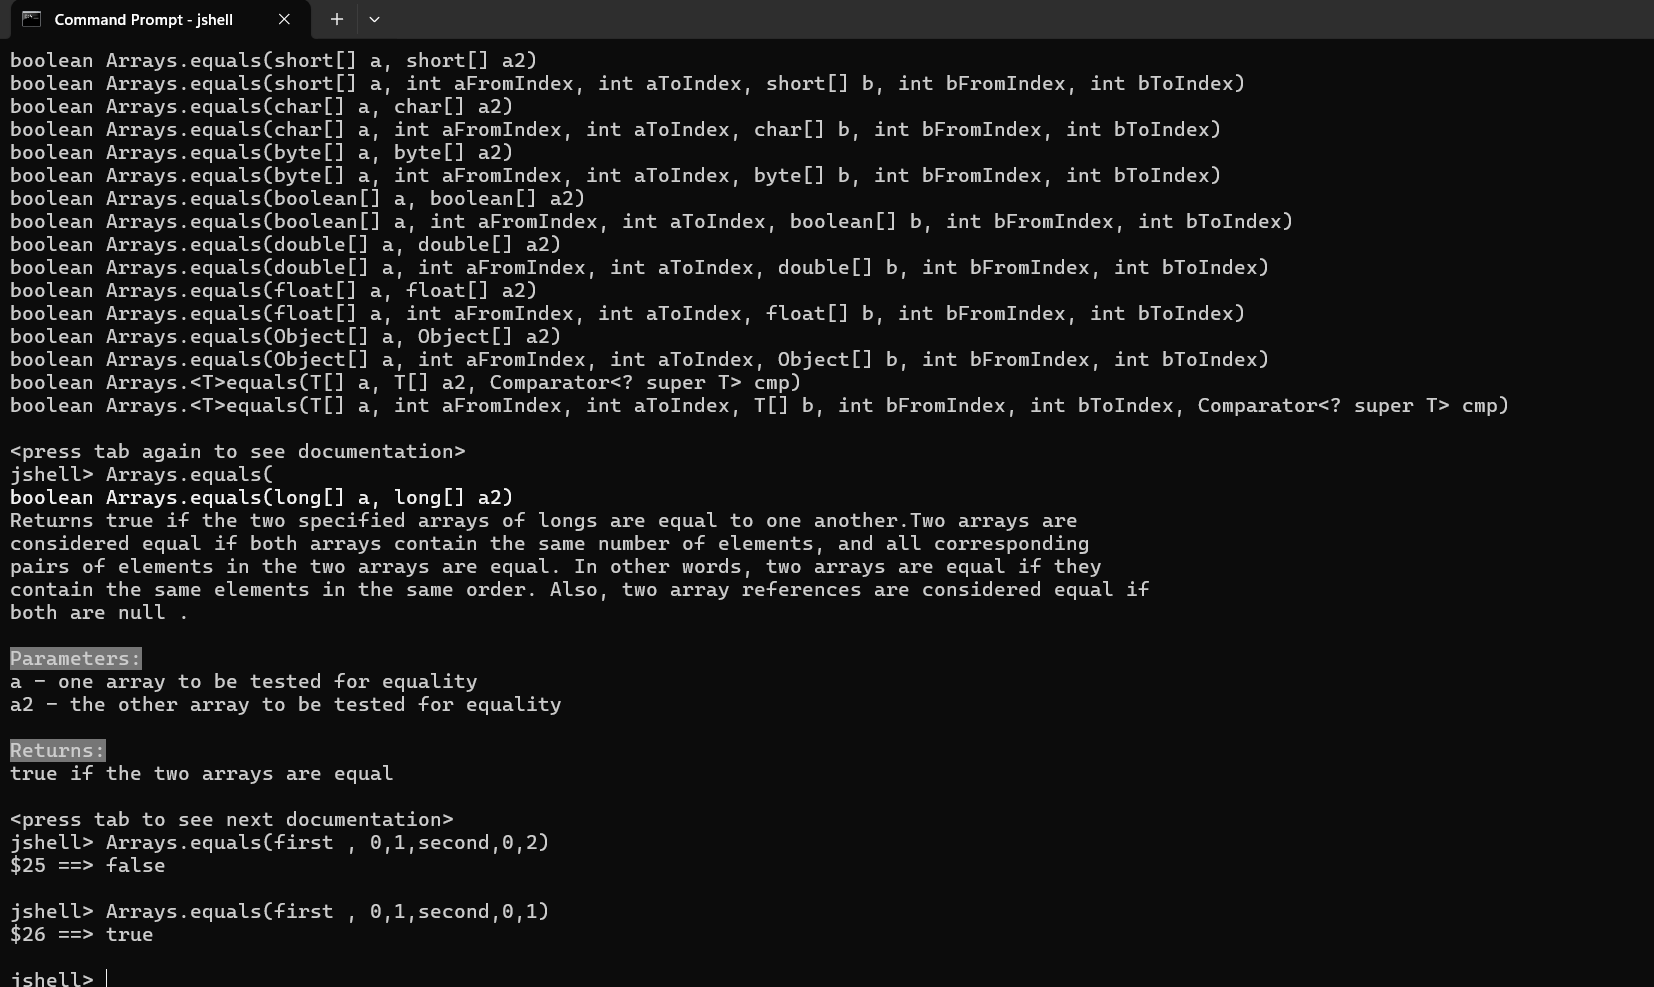 Command Prompt - jshell
boolean Arrays.equals(short[] a, short[] a2)
boolean Arrays.equals(short[] a, int aFromIndex, int aToIndex, short[] b, int bFromIndex, int bToIndex)
boolean Arrays.equals(char[] a, char[] a2)
boolean Arrays.equals(char[] a, int aFromIndex, int aToIndex, char[] b, int bFromIndex, int bToIndex)
boolean Arrays.equals(byte[] a, byte[] a2)
boolean Arrays.equals(byte[] a, int aFromIndex, int aToIndex, byte[] b, int bFromIndex, int bToIndex)
boolean Arrays.equals(boolean[] a, boolean[] a2)
boolean Arrays.equals(boolean[] a, int aFromIndex, int aToIndex, boolean[] b, int bFromIndex, int bToIndex)
boolean Arrays.equals(double[] a, double[] a2)
boolean Arrays.equals(double[] a, int aFromIndex, int aToIndex, double[] b, int bFromIndex, int bToIndex)
boolean Arrays.equals(float[] a, float[] a2)
boolean Arrays.equals(float[] a, int aFromIndex, int aToIndex, float[] b, int bFromIndex, int bToIndex)
boolean Arrays.equals(Object[] a, Object[] a2)
boolean Arrays.equals(Object[] a, int aFromIndex, int aToIndex, Object[] b, int bFromIndex, int bToIndex)
boolean Arrays.<T>equals(T[] a, T[] a2, Comparator<? super T> cmp)
boolean Arrays.<T>equals(T[] a, int aFromIndex, int aToIndex, T[] b, int bFromIndex, int bToIndex, Comparator<? super T> cmp)
<press tab again to see documentation>
jshell> Arrays.equals(
boolean Arrays.equals(long[] a, long[] a2)
Returns true if the two specified arrays of longs are equal to one another.Two arrays are
considered equal if both arrays contain the same number of elements, and all corresponding
pairs of elements in the two arrays are equal. In other words, two arrays are equal if they
contain the same elements in the same order. Also, two array references are considered equal if
both are null .
Parameters:
a - one array to be tested for equality
a2 - the other array to be tested for equality
Returns:
true if the two arrays are equal
<press tab to see next documentation>
jshell> Arrays.equals(first , 0,1,second,0,2)
$25 ==> false
jshell> Arrays.equals(first , 0,1,second,0,1)
$26 ==> true
jshell>